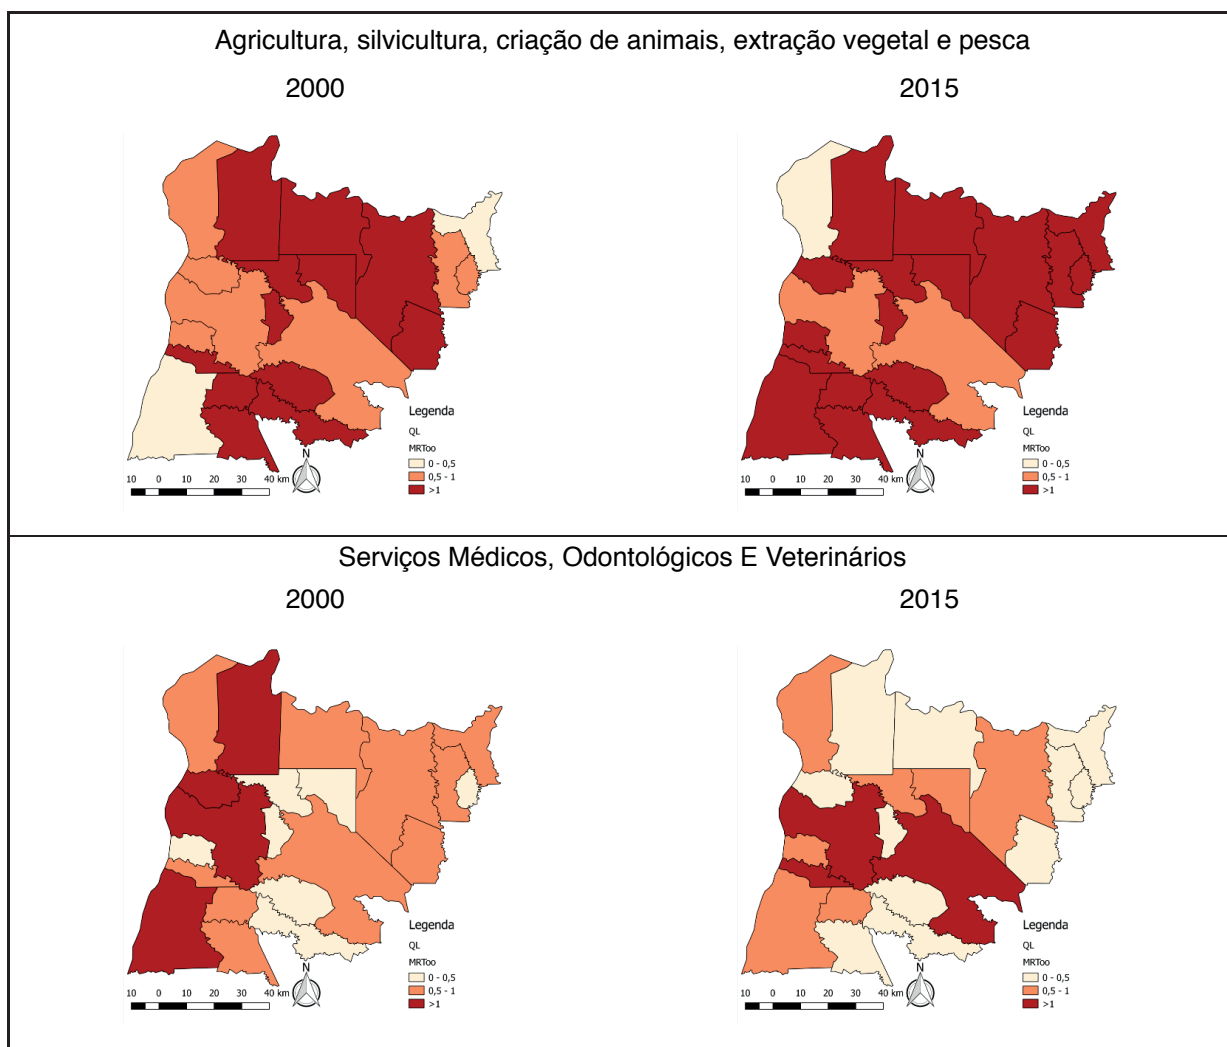 Agricultura, silvicultura, criação de animais, extração vegetal e pesca
2000
2015
Legenda
QL
MRToo
0 - 0,5
0,5 - 1
>1
N
10 0 10 20 30 40 km
Legenda
QL
MRToo
0 - 0,5
0,5 - 1
>1
N
10 0 10 20 30 40 km
Serviços Médicos, Odontológicos E Veterinários
2000
2015
Legenda
QL
MRToo
0 - 0,5
0,5 - 1
>1
N
10 0 10 20 30 40 km
Legenda
QL
MRToo
0 - 0,5
0,5 - 1
>1
N
10 0 10 20 30 40 km